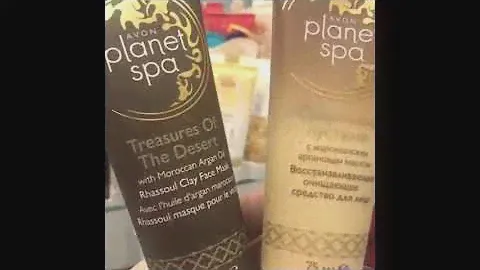 AVON
planet
spa
Treasures Of
The Desert
with Moroccan Argan Oil
Rhassoul Clay Face Mask
Avec l'huile d'argan
Rhassoul masque pour le
AVON
planet
spa
с марокканским
аргановым маслом
Восстанавливающее
очищающее
средство для лица
75